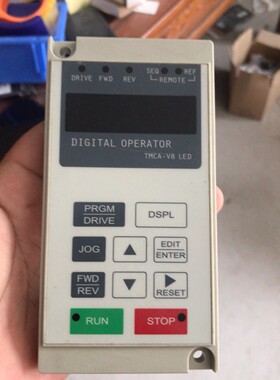 SEQ REF
DRIVE FWD REV REMOTE
DIGITAL OPERATOR
TMCA-V8 LED
PRGM
DRIVE
DSPL
JOG
EDIT
ENTER
FWD
REV
RESET
RUN
STOP